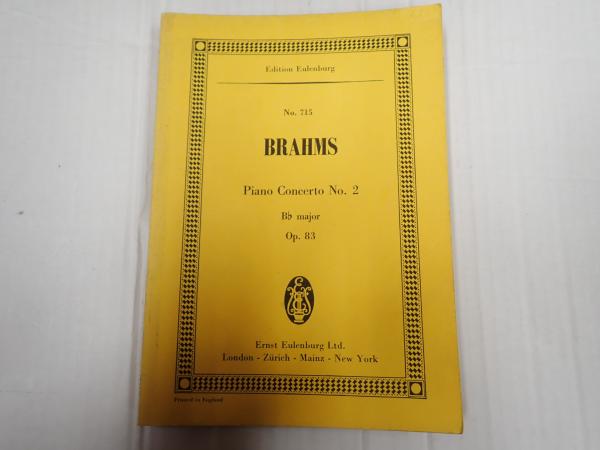 Edition Eulenburg
No. 715
BRAHMS
Piano Concerto No. 2
B♭ major
Op. 83
Ernst Eulenburg Ltd.
London - Zürich - Mainz - New York
Printed in England